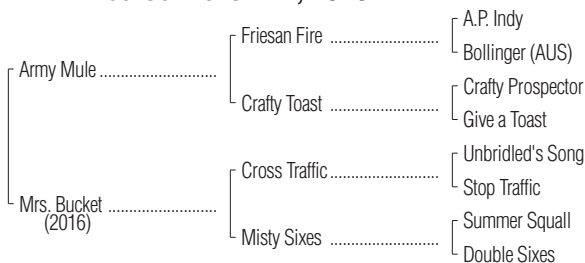 A.P. Indy
Friesan Fire ..............................
Bollinger (AUS)
Army Mule ................................
Crafty Prospector
Crafty Toast ..............................
Give a Toast
Unbridled's Song
Cross Traffic ..............................
Stop Traffic
Mrs. Bucket ..............................
(2016)
Summer Squall
Misty Sixes ..............................
Double Sixes